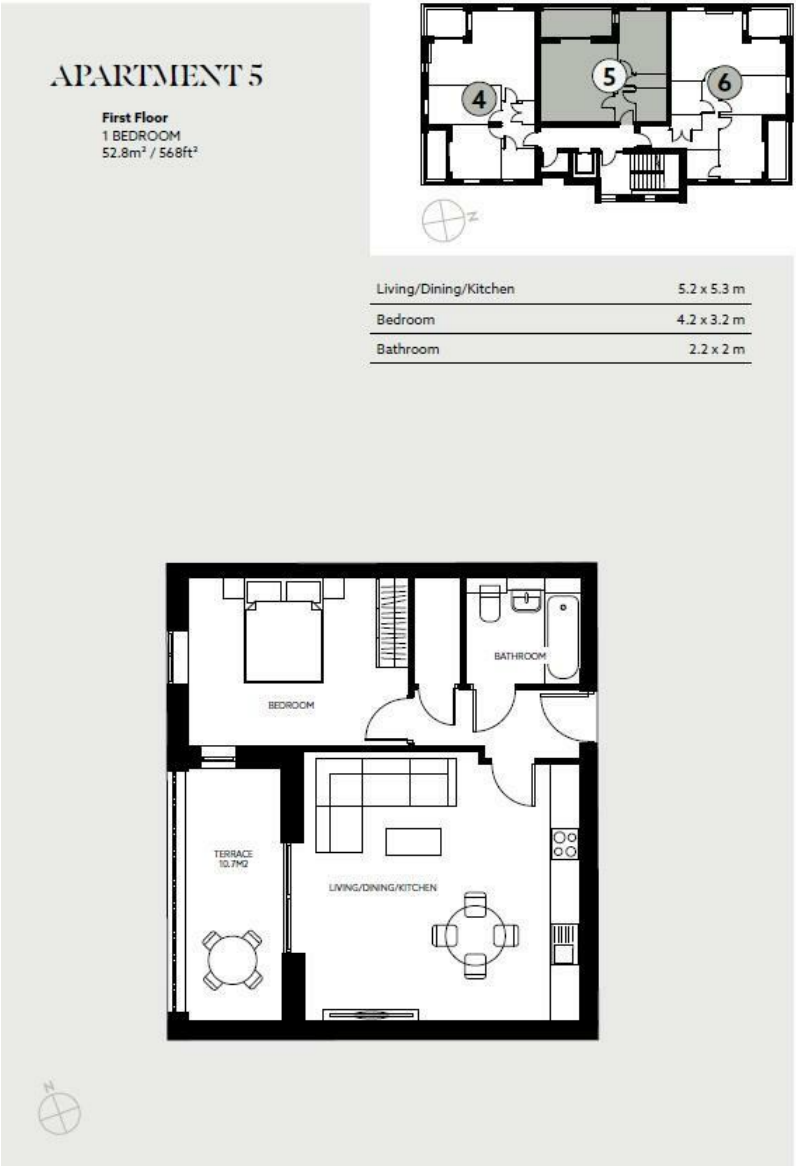 APARTMENT 5
First Floor
1 BEDROOM
52.8m² / 568ft²
4
5
6
N
Living/Dining/Kitchen 5.2 x 5.3 m
Bedroom 4.2 x 3.2 m
Bathroom 2.2 x 2 m
BATHROOM
BEDROOM
TERRACE
10.7M2
LIVING/DINING/KITCHEN
N